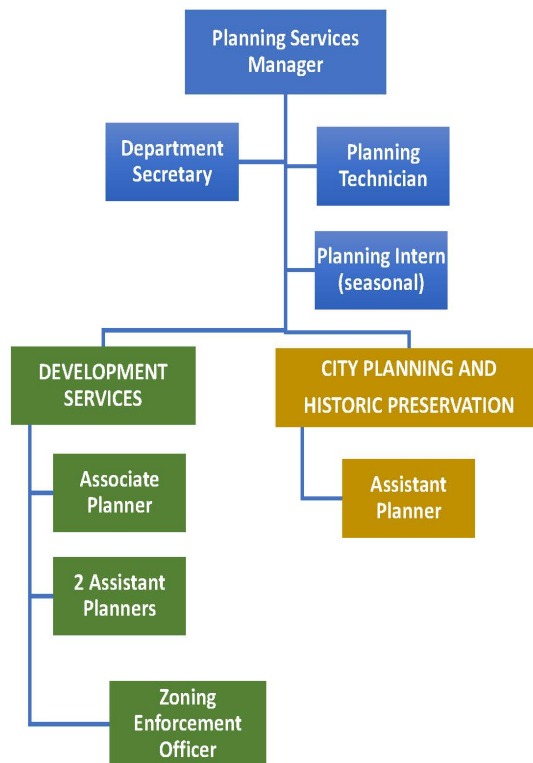 Planning Services
Manager
Department
Secretary
Planning
Technician
Planning Intern
(seasonal)
DEVELOPMENT
SERVICES
CITY PLANNING AND
HISTORIC PRESERVATION
Associate
Planner
Assistant
Planner
2 Assistant
Planners
Zoning
Enforcement
Officer